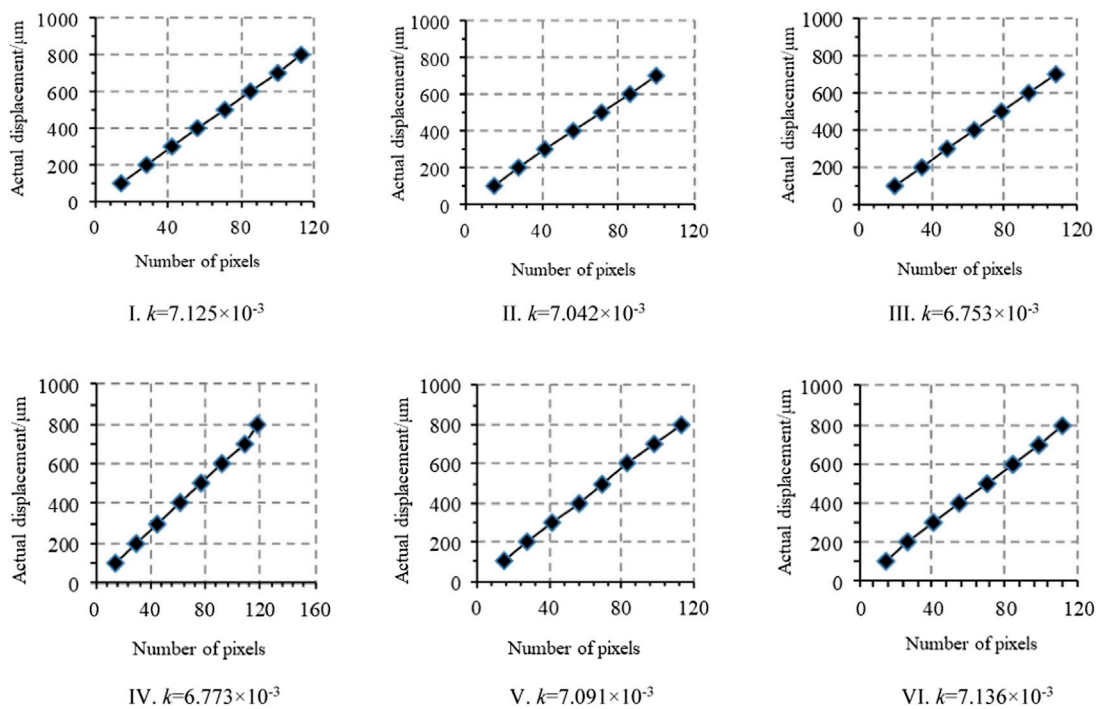 1000
800
600
400
200
0
Actual displacement/μm
0 40 80 120
Number of pixels
I. k=7.125×10-3
1000
800
600
400
200
0
Actual displacement/μm
0 40 80 120
Number of pixels
II. k=7.042×10-3
1000
800
600
400
200
0
Actual displacement/μm
0 40 80 120
Number of pixels
III. k=6.753×10-3
1000
800
600
400
200
0
Actual displacement/μm
0 40 80 120 160
Number of pixels
IV. k=6.773×10-3
1000
800
600
400
200
0
Actual displacement/μm
0 40 80 120
Number of pixels
V. k=7.091×10-3
1000
800
600
400
200
0
Actual displacement/μm
0 40 80 120
Number of pixels
VI. k=7.136×10-3